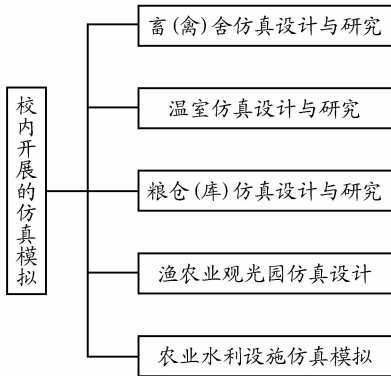 校内开展的仿真模拟
畜(禽)舍仿真设计与研究
温室仿真设计与研究
粮仓(库)仿真设计与研究
渔农业观光园仿真设计
农业水利设施仿真模拟